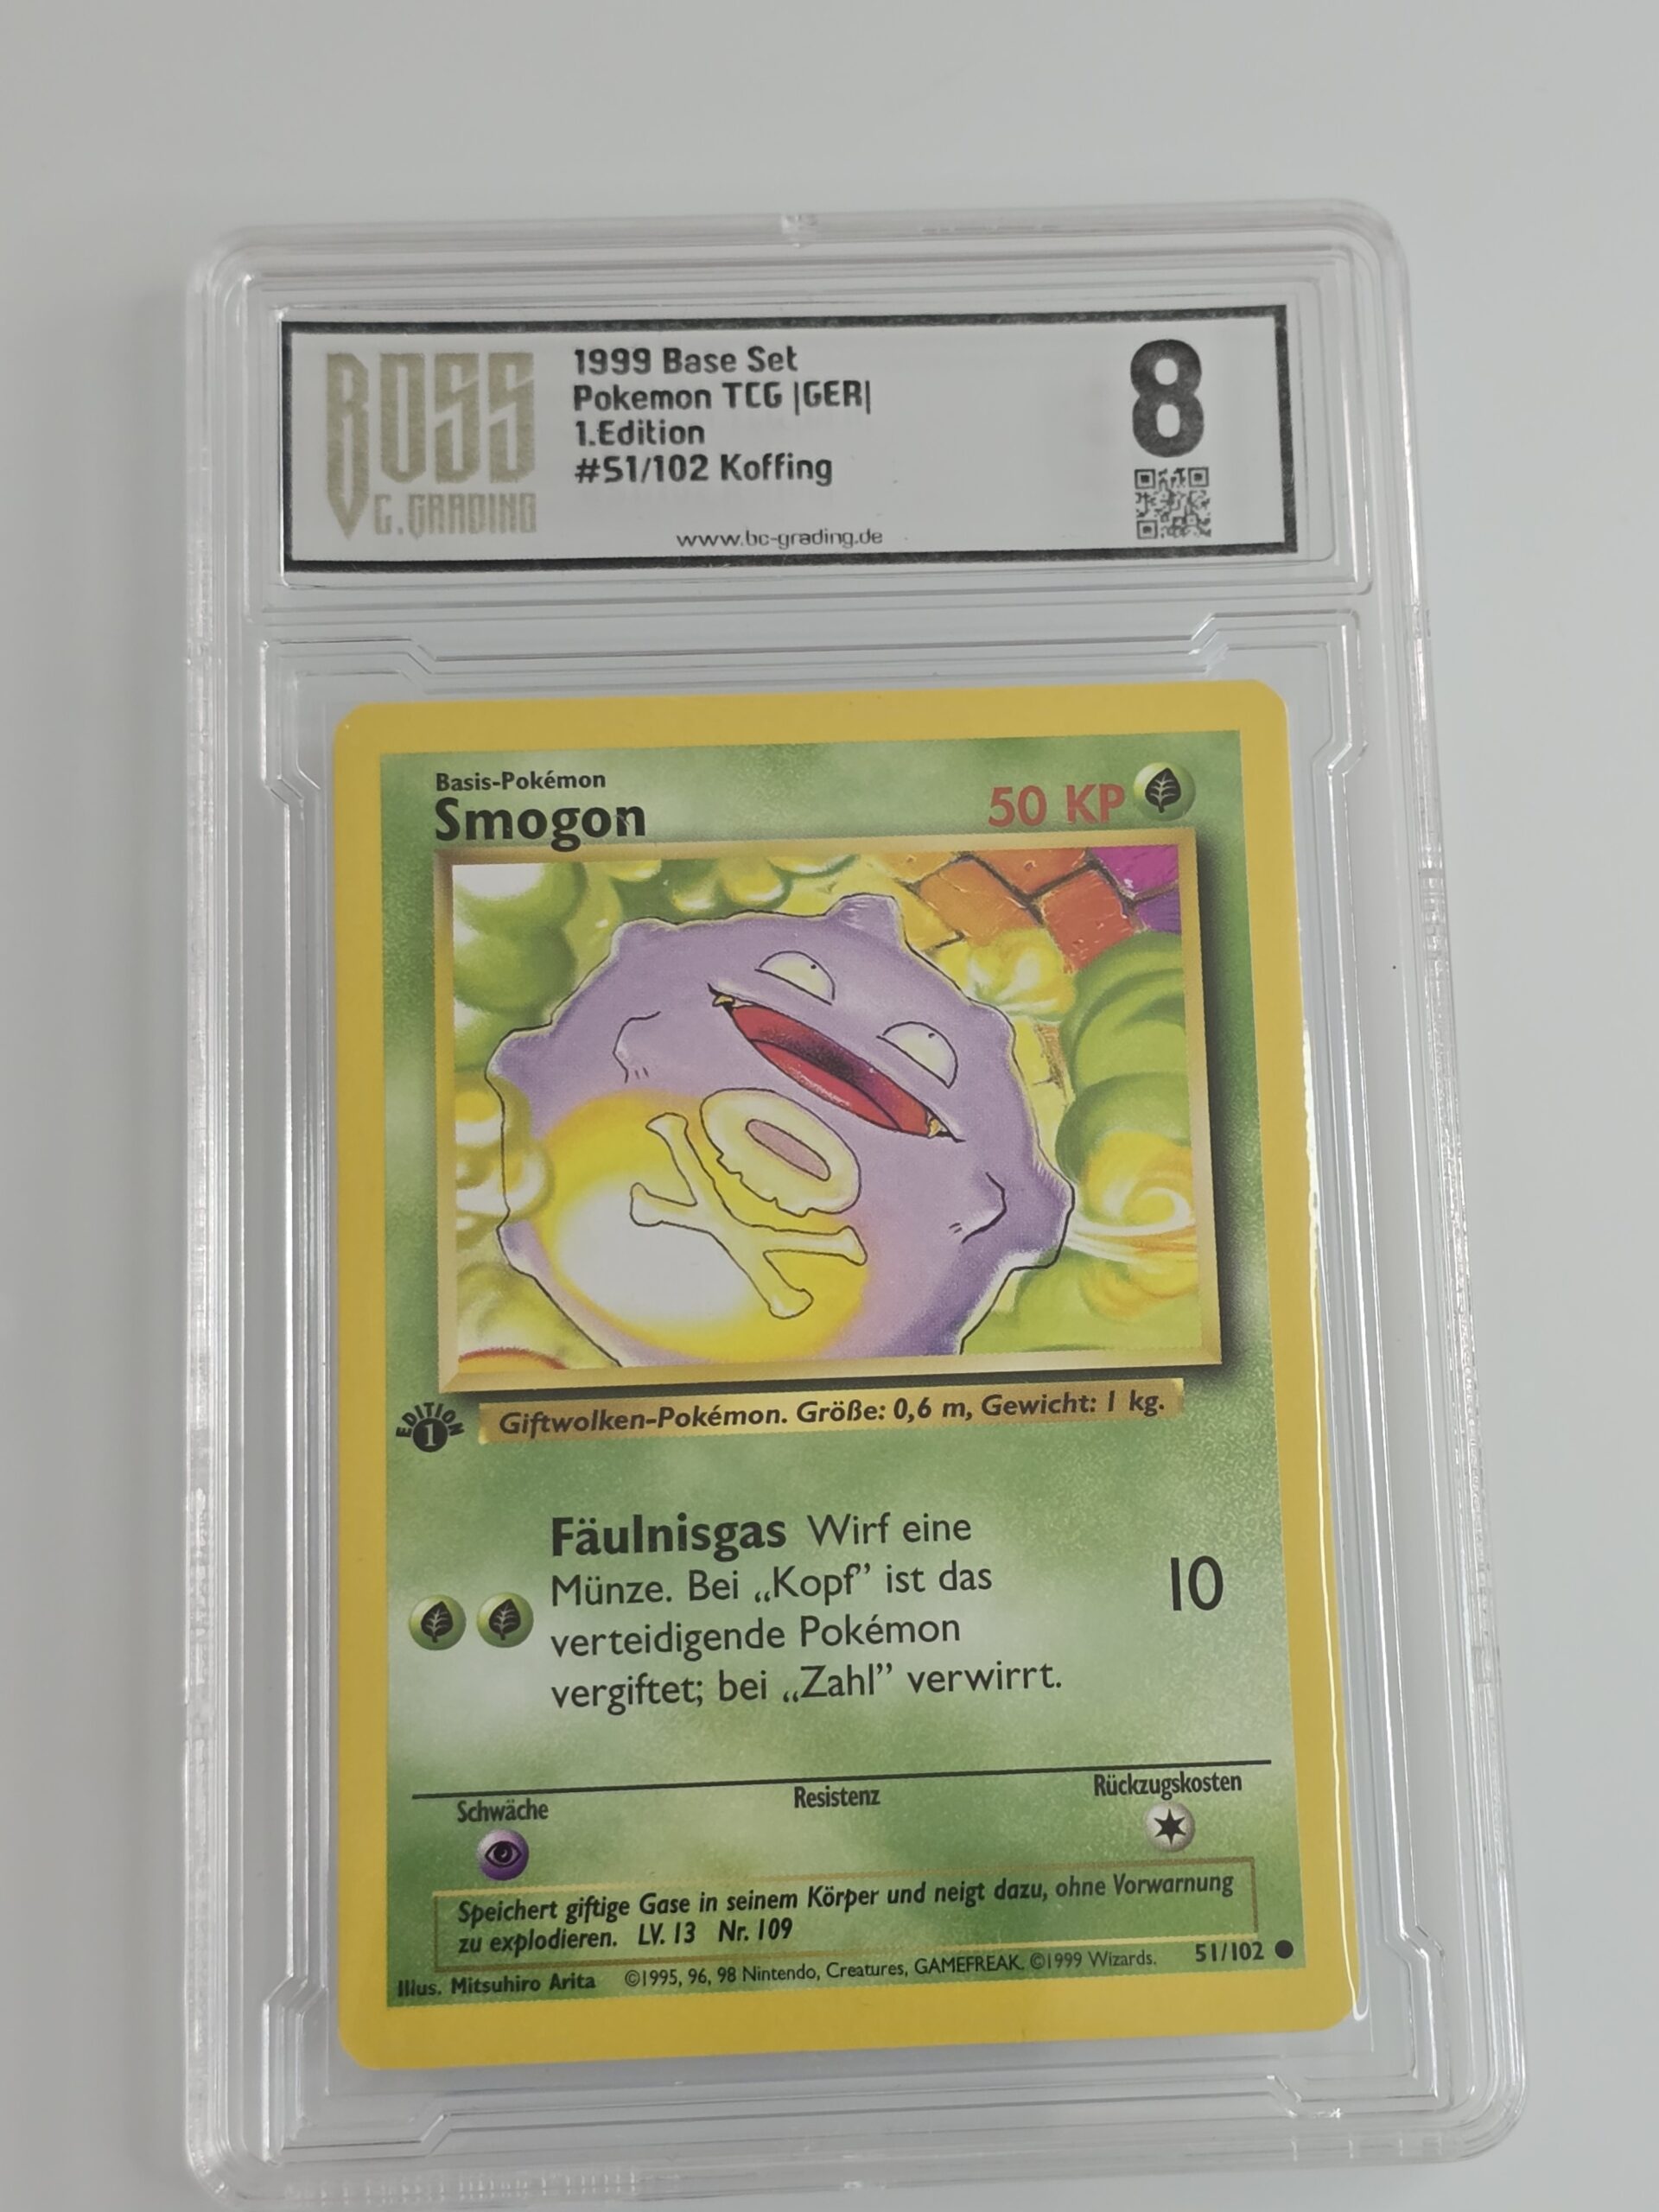 BOSS
C.GRADING
1999 Base Set
Pokemon TCG |GER|
1.Edition
#51/102 Koffing
www.bc-grading.de
8
Basis-Pokémon
Smogon
50 KP
EDITION
1
Giftwolken-Pokémon. Größe: 0,6 m, Gewicht: 1 kg.
Fäulnisgas Wirf eine
Münze. Bei „Kopf” ist das
verteidigende Pokémon
vergiftet; bei „Zahl” verwirrt.
10
Schwäche
Resistenz
Rückzugskosten
Speichert giftige Gase in seinem Körper und neigt dazu, ohne Vorwarnung
zu explodieren. LV. 13 Nr. 109
Illus. Mitsuhiro Arita ©1995, 96, 98 Nintendo, Creatures, GAMEFREAK. ©1999 Wizards. 51/102